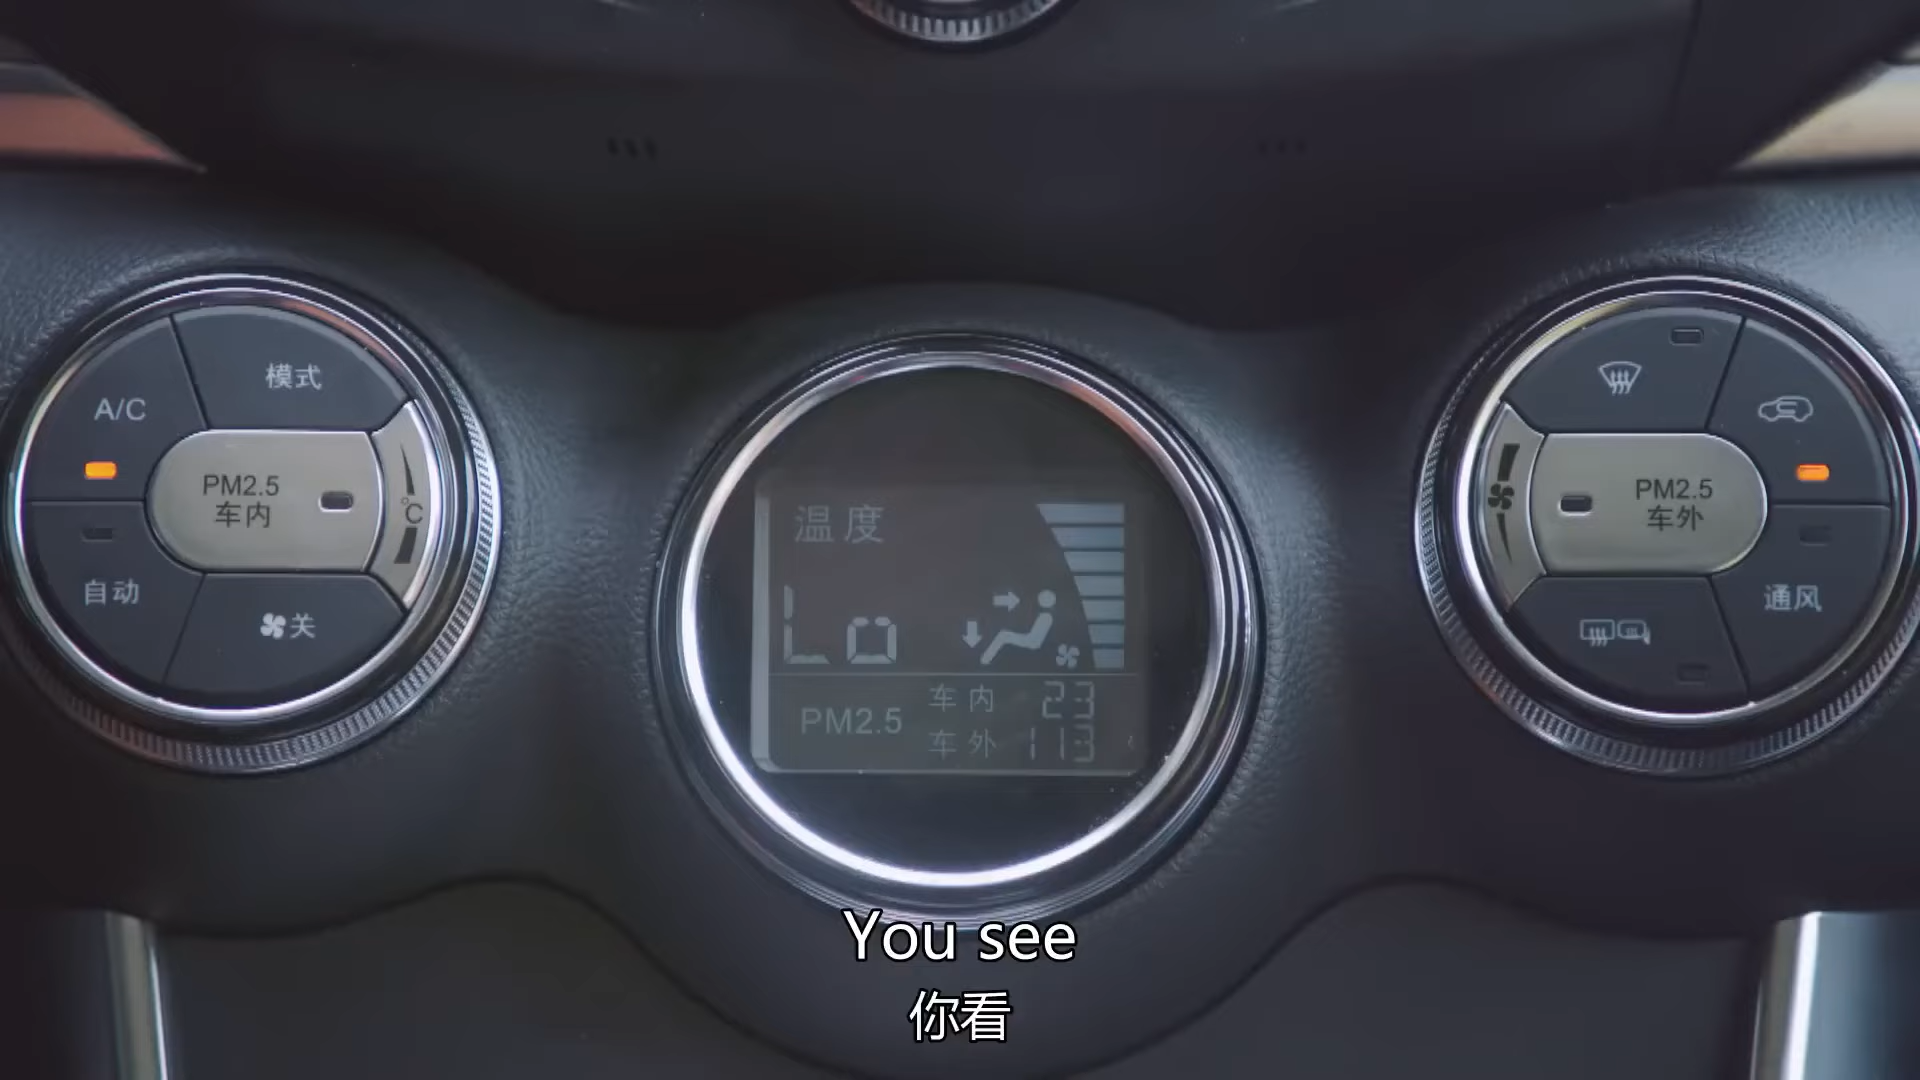 A/C
模式
PM2.5
车内
℃
自动
关
温度
Lo
PM2.5
车内 23
车外 113
PM2.5
车外
通风
You see
你看